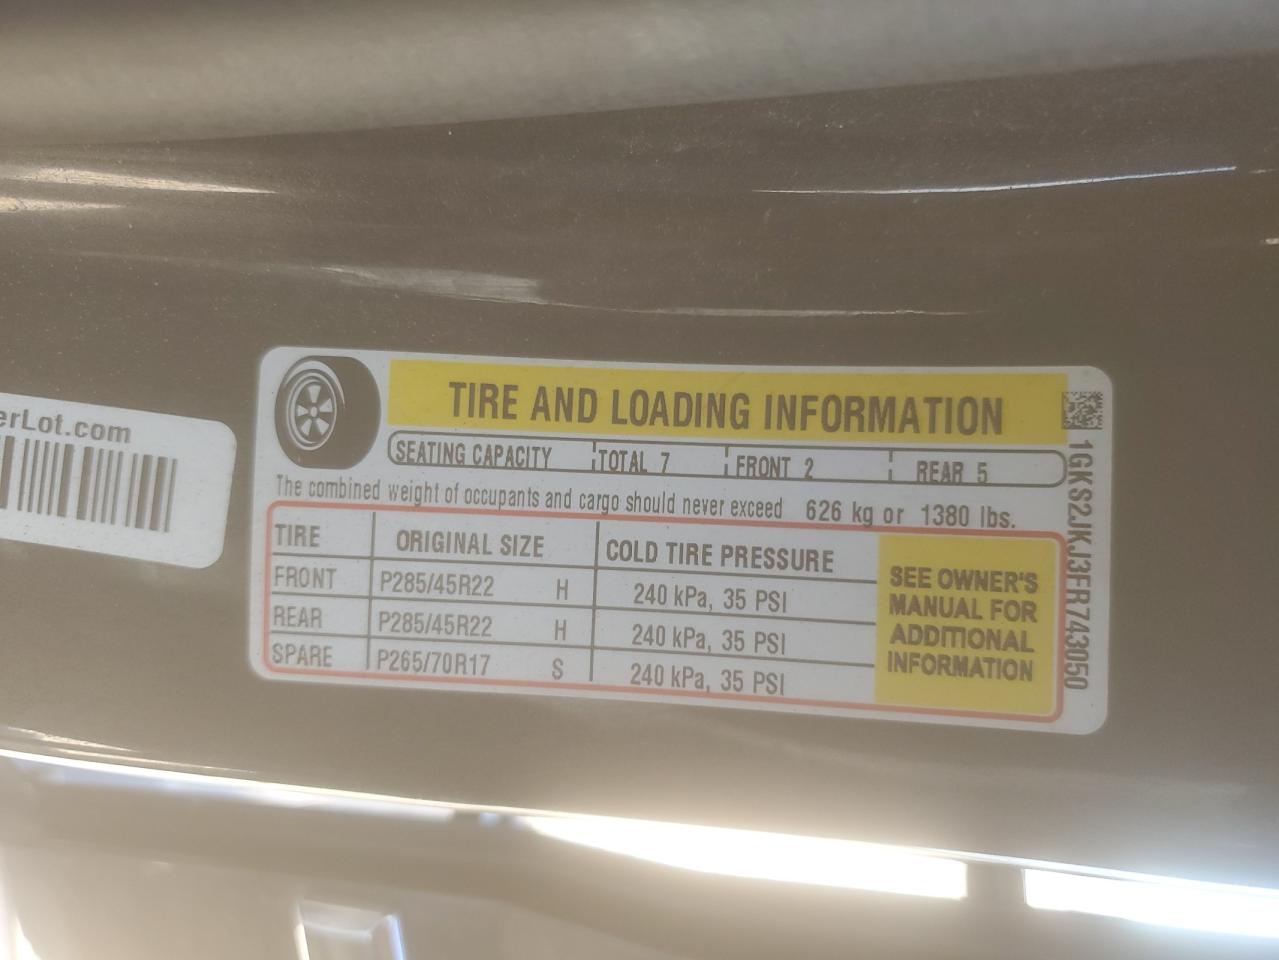 erLot.com
TIRE AND LOADING INFORMATION
SEATING CAPACITY TOTAL 7 FRONT 2 REAR 5
The combined weight of occupants and cargo should never exceed 626 kg or 1380 lbs.
TIRE ORIGINAL SIZE COLD TIRE PRESSURE
FRONT P285/45R22 H 240 kPa, 35 PSI
REAR P285/45R22 H 240 kPa, 35 PSI
SPARE P265/70R17 S 240 kPa, 35 PSI
SEE OWNER'S
MANUAL FOR
ADDITIONAL
INFORMATION
1GKS2JKJ3FR743050